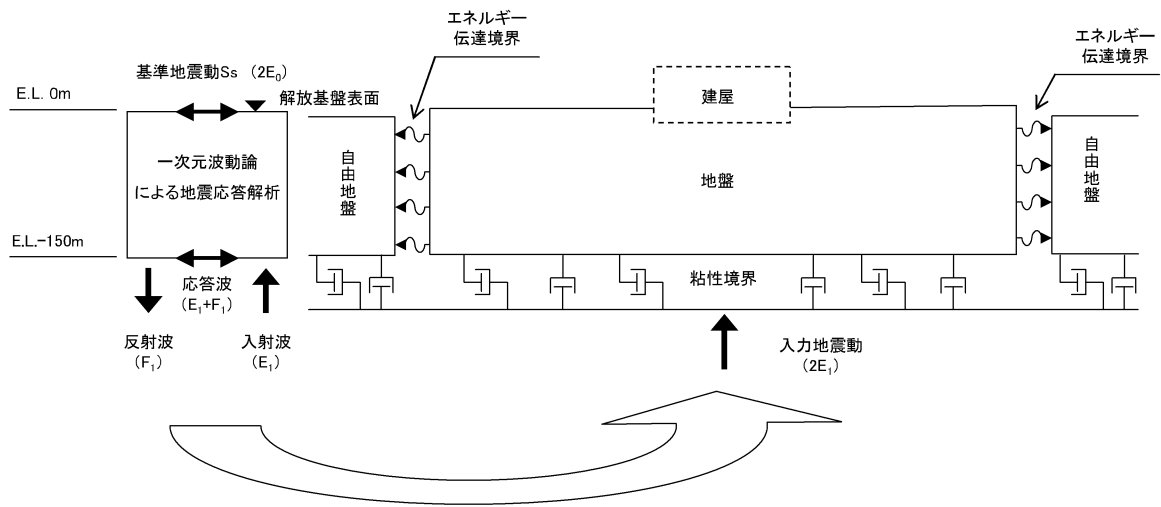 エネルギー
伝達境界
エネルギー
伝達境界
基準地震動Ss （2E₀）
E.L. 0m
解放基盤表面
建屋
一次元波動論
による地震応答解析
自由地盤
地盤
自由地盤
E.L.-150m
応答波
(E₁+F₁)
粘性境界
反射波
(F₁)
入射波
(E₁)
入力地震動
(2E₁)